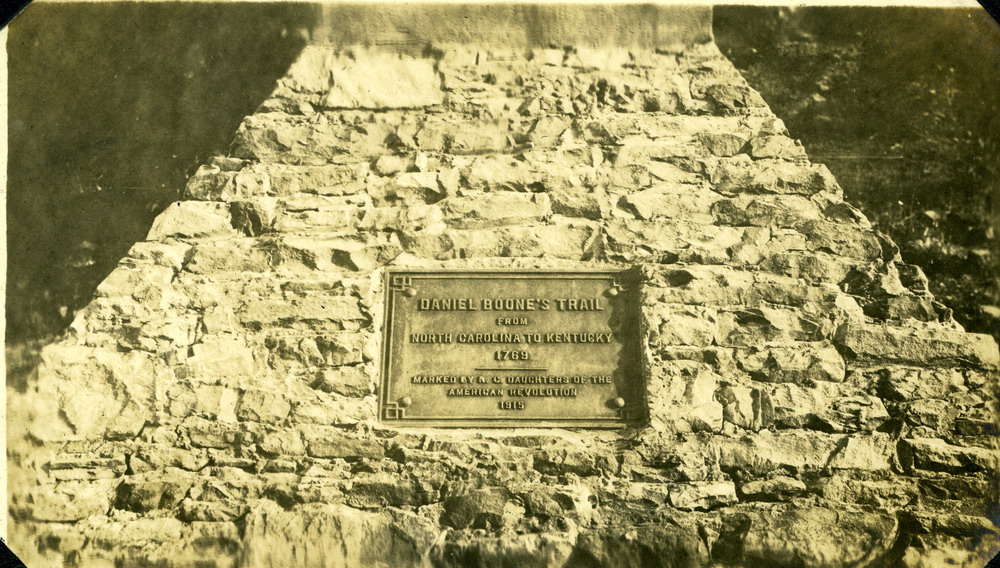 DANIEL BOONE'S TRAIL
FROM
NORTH CAROLINA TO KENTUCKY
1769
MARKED BY N. C. DAUGHTERS OF THE
AMERICAN REVOLUTION
1915